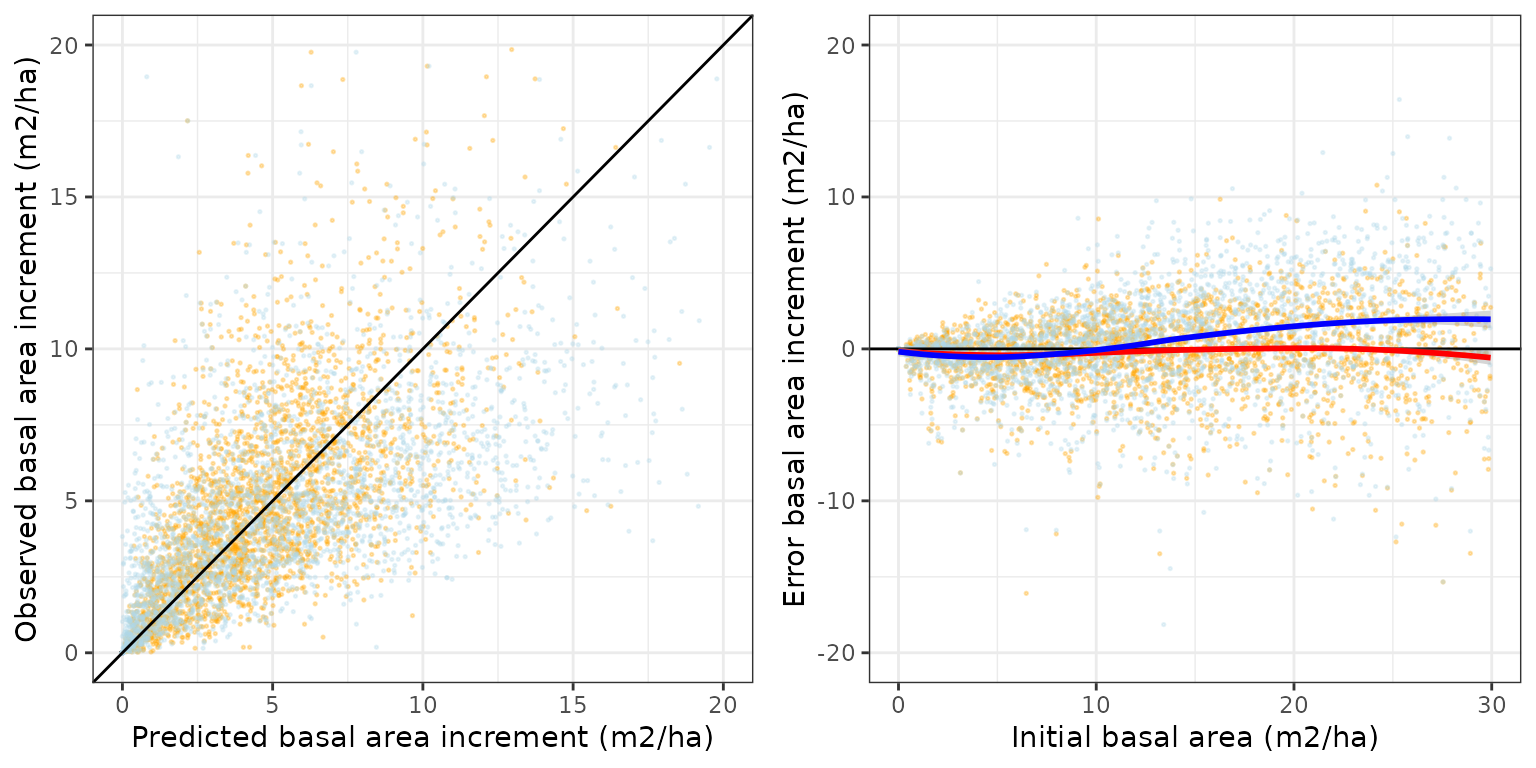 Observed basal area increment (m2/ha)
20
15
10
5
0
0 5 10 15 20
Predicted basal area increment (m2/ha)
Error basal area increment (m2/ha)
20
10
0
-10
-20
0 10 20 30
Initial basal area (m2/ha)